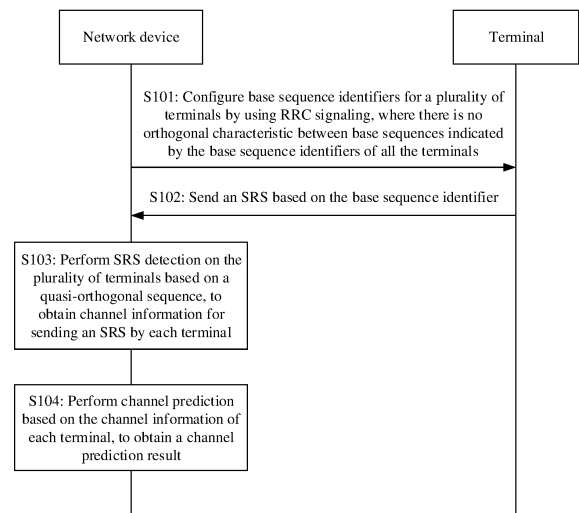 Network device
Terminal
S101: Configure base sequence identifiers for a plurality of
terminals by using RRC signaling, where there is no
orthogonal characteristic between base sequences indicated
by the base sequence identifiers of all the terminals
S102: Send an SRS based on the base sequence identifier
S103: Perform SRS detection on the
plurality of terminals based on a
quasi-orthogonal sequence, to
obtain channel information for
sending an SRS by each terminal
S104: Perform channel prediction
based on the channel information of
each terminal, to obtain a channel
prediction result